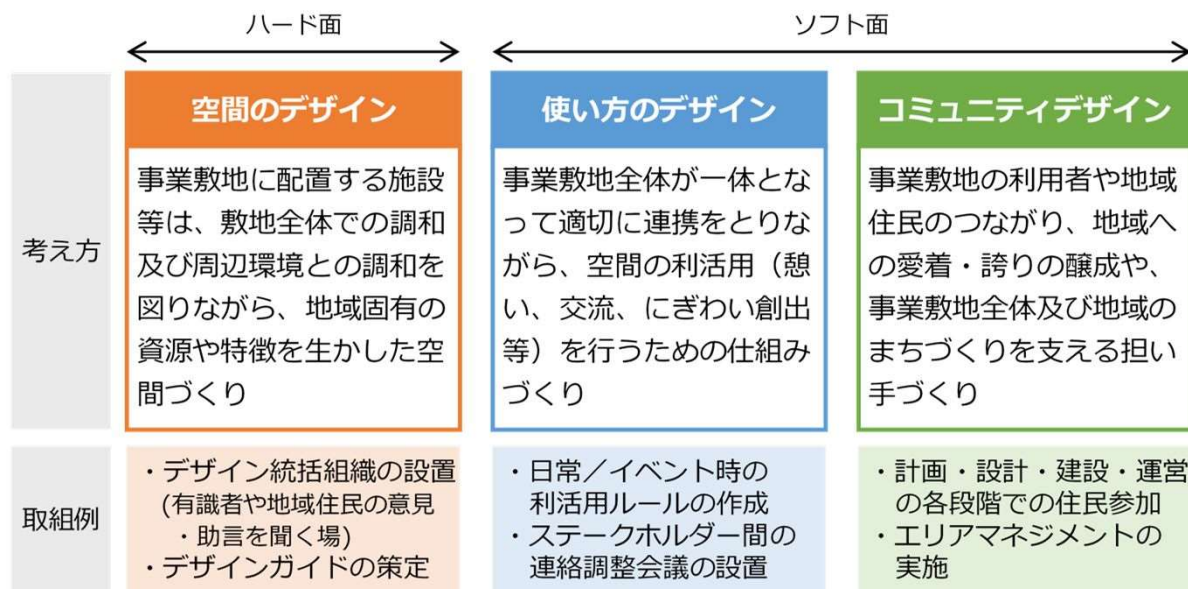 ハード面
ソフト面
空間のデザイン
使い方のデザイン
コミュニティデザイン
考え方
事業敷地に配置する施設
等は、敷地全体での調和
及び周辺環境との調和を
図りながら、地域固有の
資源や特徴を生かした空
間づくり
事業敷地全体が一体とな
って適切に連携をとりな
がら、空間の利活用（憩
い、交流、にぎわい創出
等）を行うための仕組み
づくり
事業敷地の利用者や地域
住民のつながり、地域へ
の愛着・誇りの醸成や、
事業敷地全体及び地域の
まちづくりを支える担い
手づくり
取組例
・デザイン統括組織の設置
(有識者や地域住民の意見
・助言を聞く場)
・デザインガイドの策定
・日常／イベント時の
利活用ルールの作成
・ステークホルダー間の
連絡調整会議の設置
・計画・設計・建設・運営
の各段階での住民参加
・エリアマネジメントの
実施